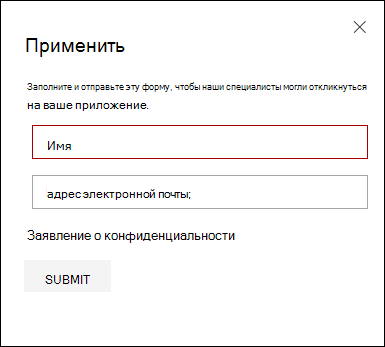 Применить
Заполните и отправьте эту форму, чтобы наши специалисты могли откликнуться
на ваше приложение.
Имя
адрес электронной почты;
Заявление о конфиденциальности
SUBMIT